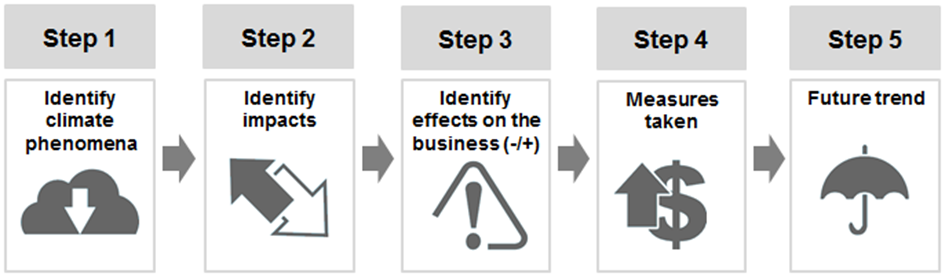 Step 1
Step 2
Step 3
Step 4
Step 5
Identify
climate
phenomena
Identify
impacts
Identify
effects on the
business (-/+)
Measures
taken
Future trend